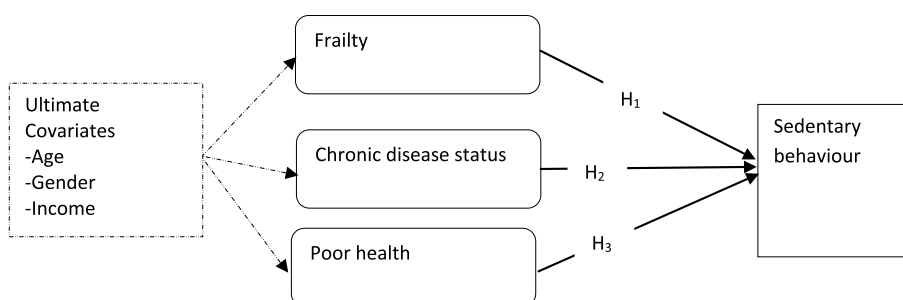 Ultimate
Covariates
-Age
-Gender
-Income
Frailty
Chronic disease status
Poor health
H₁
H₂
H₃
Sedentary
behaviour